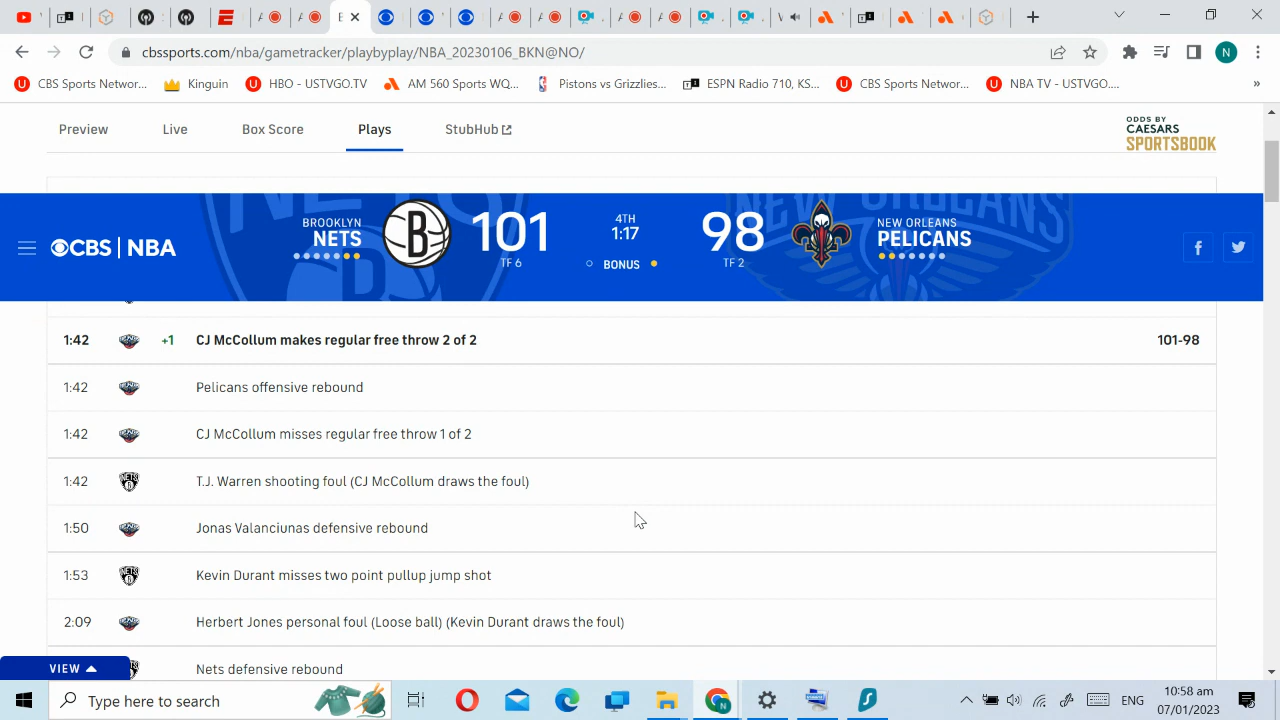 cbssports.com/nba/gametracker/playbyplay/NBA_20230106_BKN@NO/
N
CBS Sports Networ...
Kinguin
HBO - USTVGO.TV
AM 560 Sports WQ...
Pistons vs Grizzlies...
ESPN Radio 710, KS...
CBS Sports Networ...
NBA TV - USTVGO....
»
Preview
Live
Box Score
Plays
StubHub
ODDS BY
CAESARS
SPORTSBOOK
CBS | NBA
BROOKLYN
NETS
101
TF 6
4TH
1:17
BONUS
98
TF 2
NEW ORLEANS
PELICANS
1:42 +1 CJ McCollum makes regular free throw 2 of 2 101-98
1:42 Pelicans offensive rebound
1:42 CJ McCollum misses regular free throw 1 of 2
1:42 T.J. Warren shooting foul (CJ McCollum draws the foul)
1:50 Jonas Valanciunas defensive rebound
1:53 Kevin Durant misses two point pullup jump shot
2:09 Herbert Jones personal foul (Loose ball) (Kevin Durant draws the foul)
Nets defensive rebound
VIEW
Type here to search
ENG
10:58 am
07/01/2023